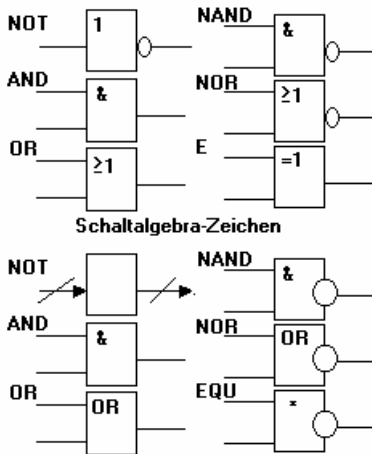 NOT 1 NAND &
AND & NOR ≥1
OR ≥1 E =1
Schaltalgebra-Zeichen
NOT NAND &
AND & NOR OR
OR OR EQU *